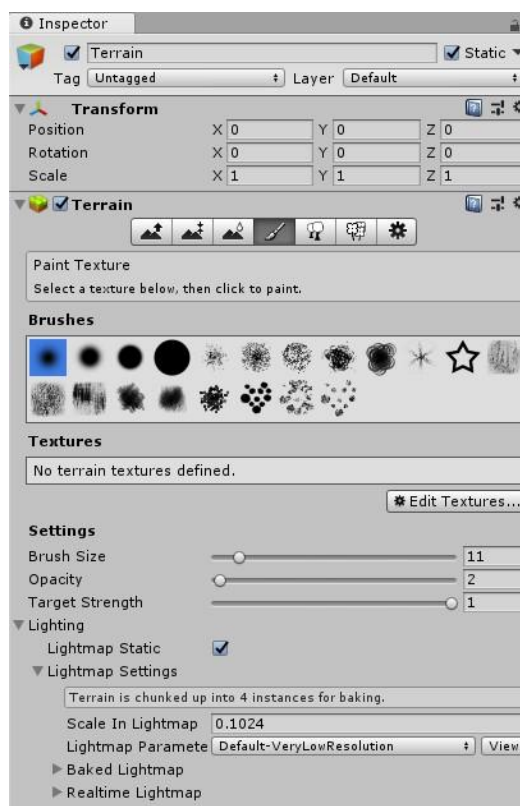 Inspector
Terrain Static
Tag Untagged Layer Default
Transform
Position X 0 Y 0 Z 0
Rotation X 0 Y 0 Z 0
Scale X 1 Y 1 Z 1
Terrain
Paint Texture
Select a texture below, then click to paint.
Brushes
Textures
No terrain textures defined.
Edit Textures...
Settings
Brush Size 11
Opacity 2
Target Strength 1
Lighting
Lightmap Static
Lightmap Settings
Terrain is chunked up into 4 instances for baking.
Scale In Lightmap 0.1024
Lightmap Paramete Default-VeryLowResolution View
Baked Lightmap
Realtime Lightmap